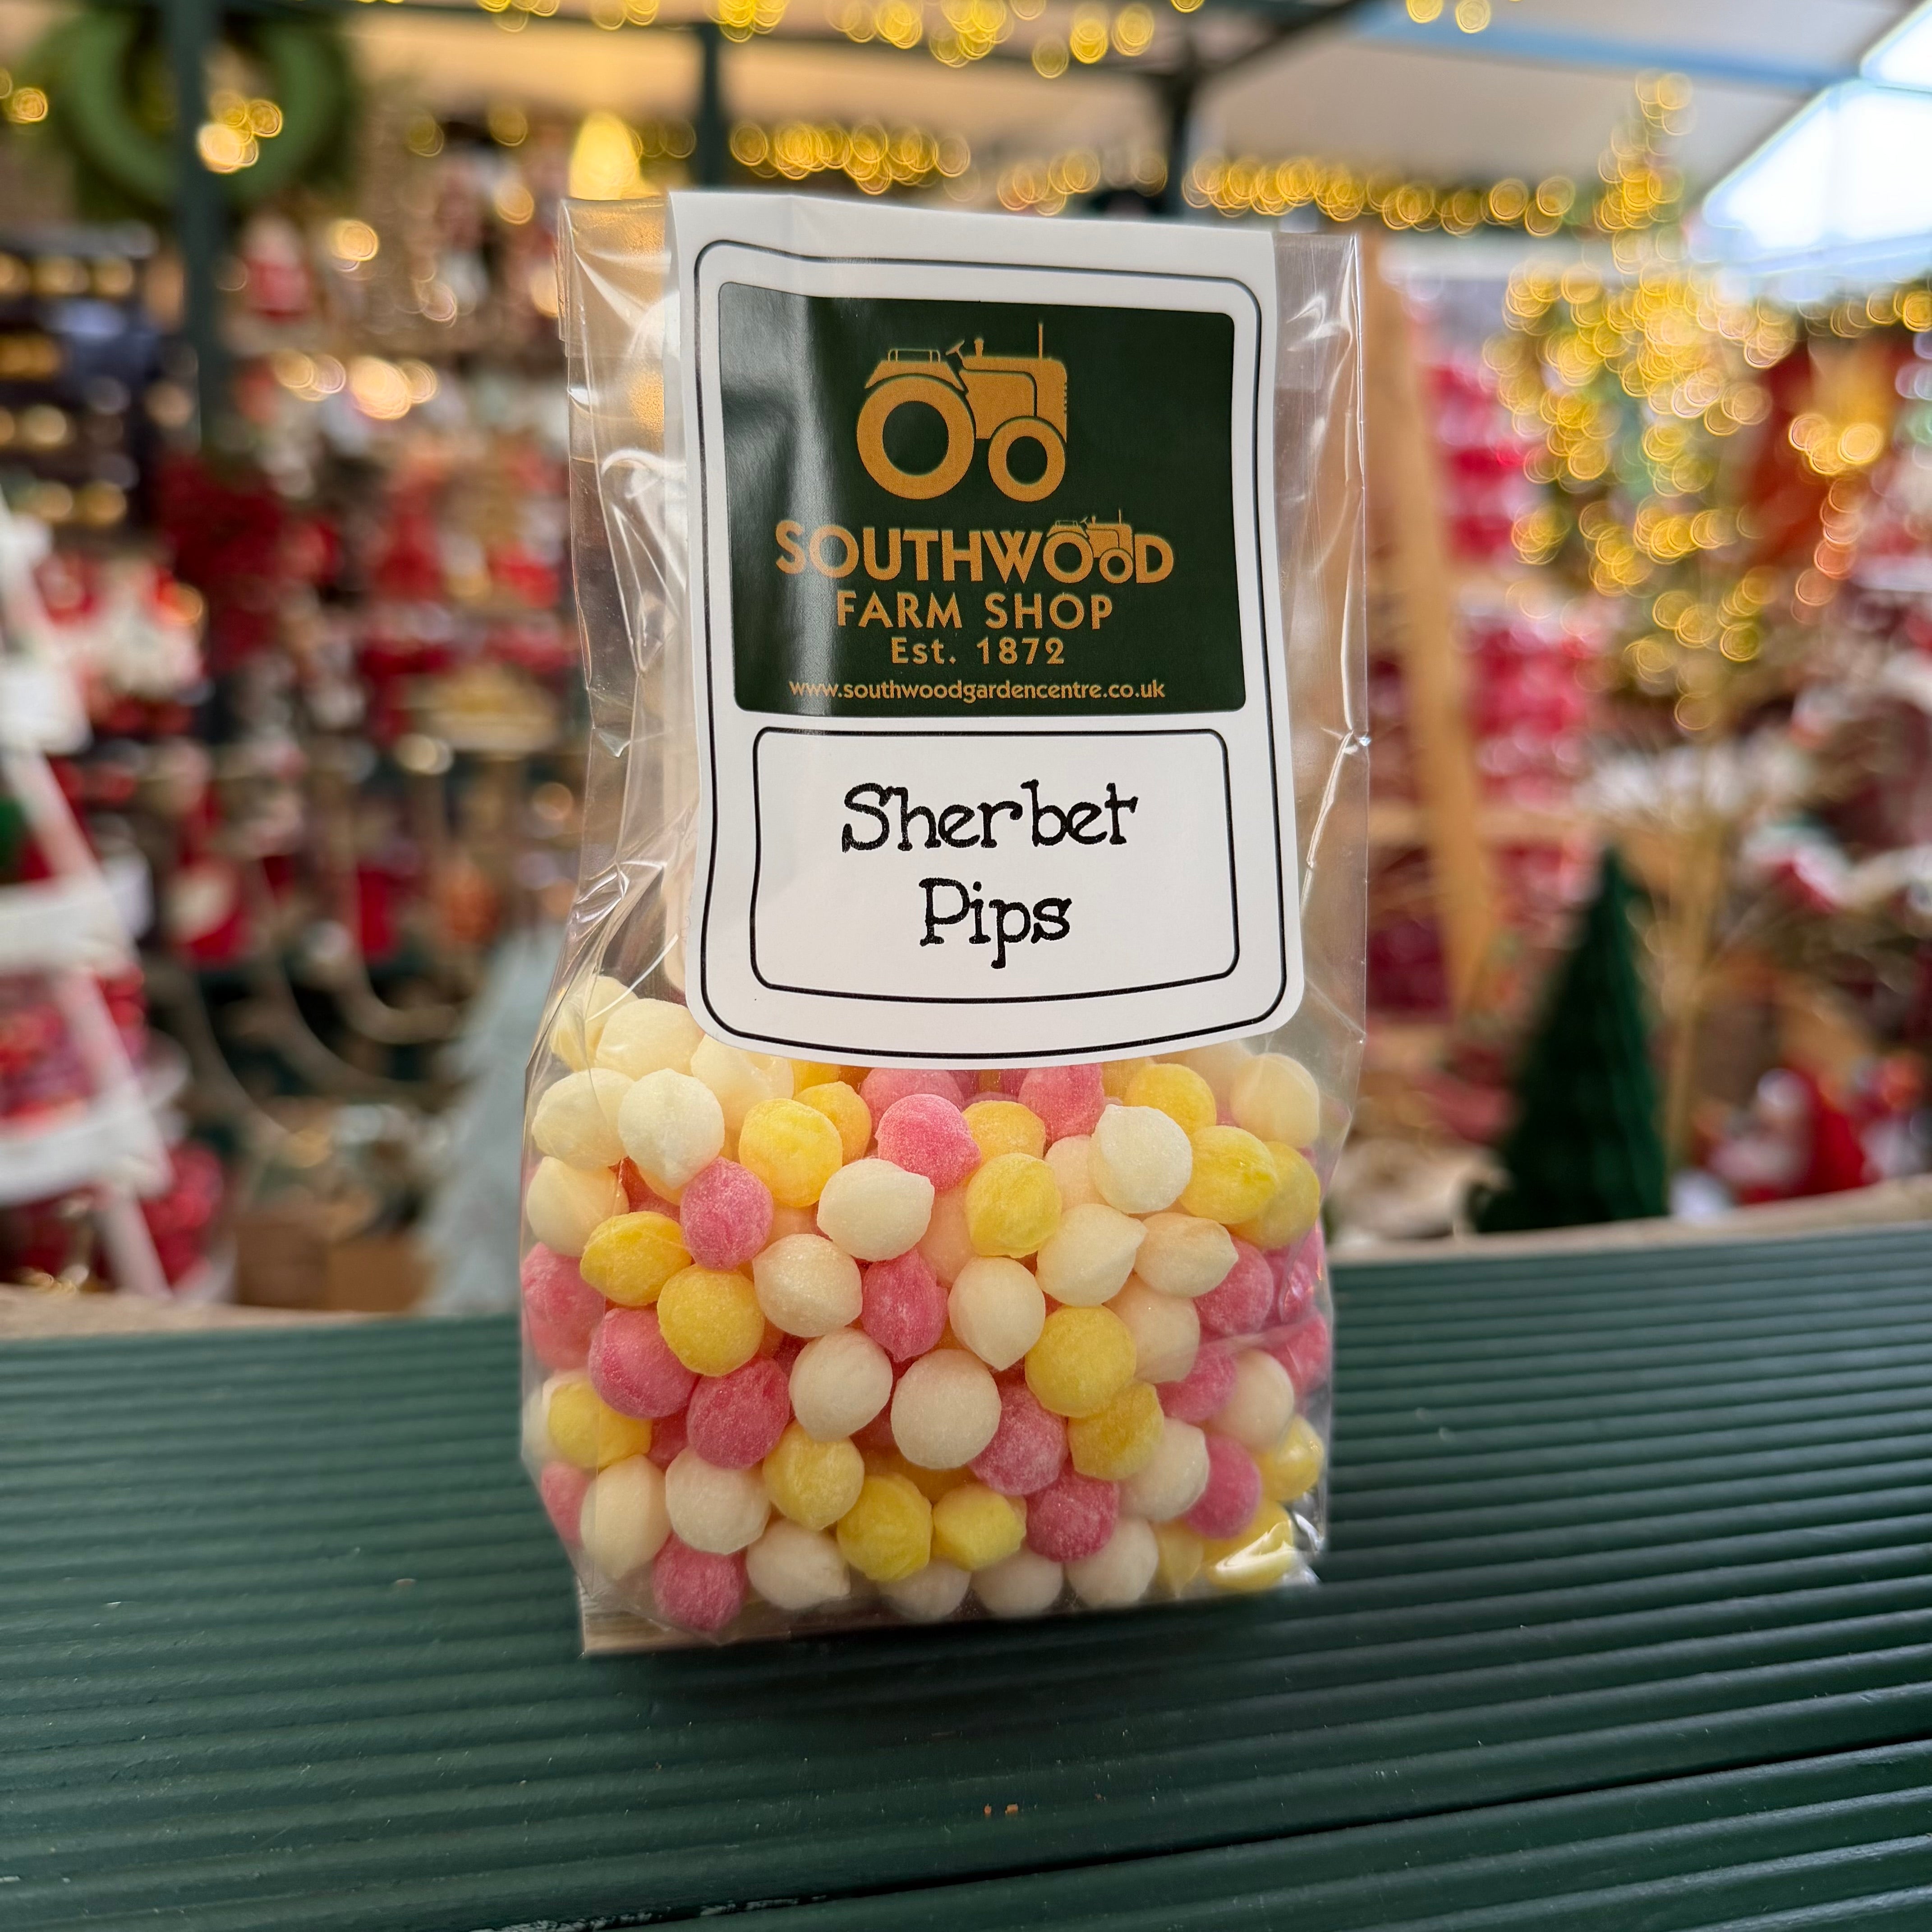 SOUTHWOOD
FARM SHOP
Est. 1872
www.southwoodgardencentre.co.uk
Sherbet
Pips